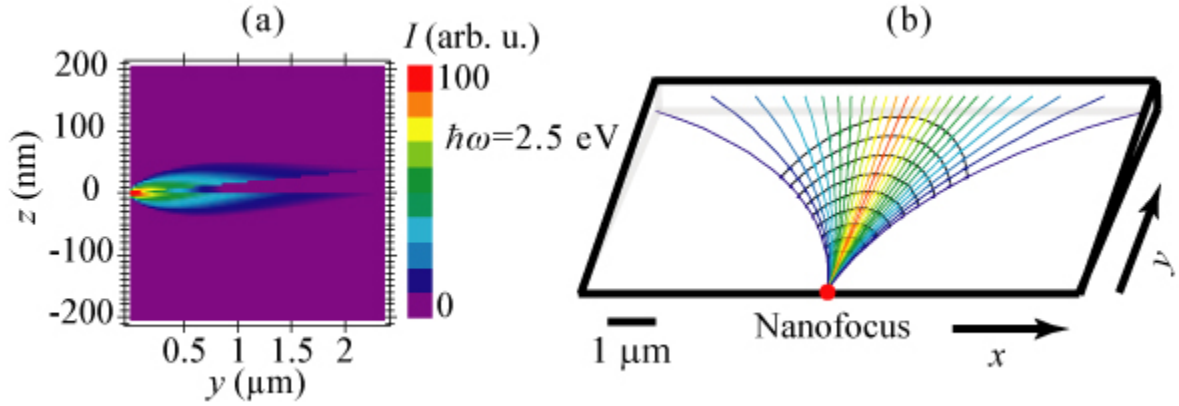 (a)
I (arb. u.)
200
100
0
-100
-200
z (nm)
0.5 1 1.5 2
y (μm)
100
ħω=2.5 eV
0
(b)
Nanofocus
1 μm
x
y